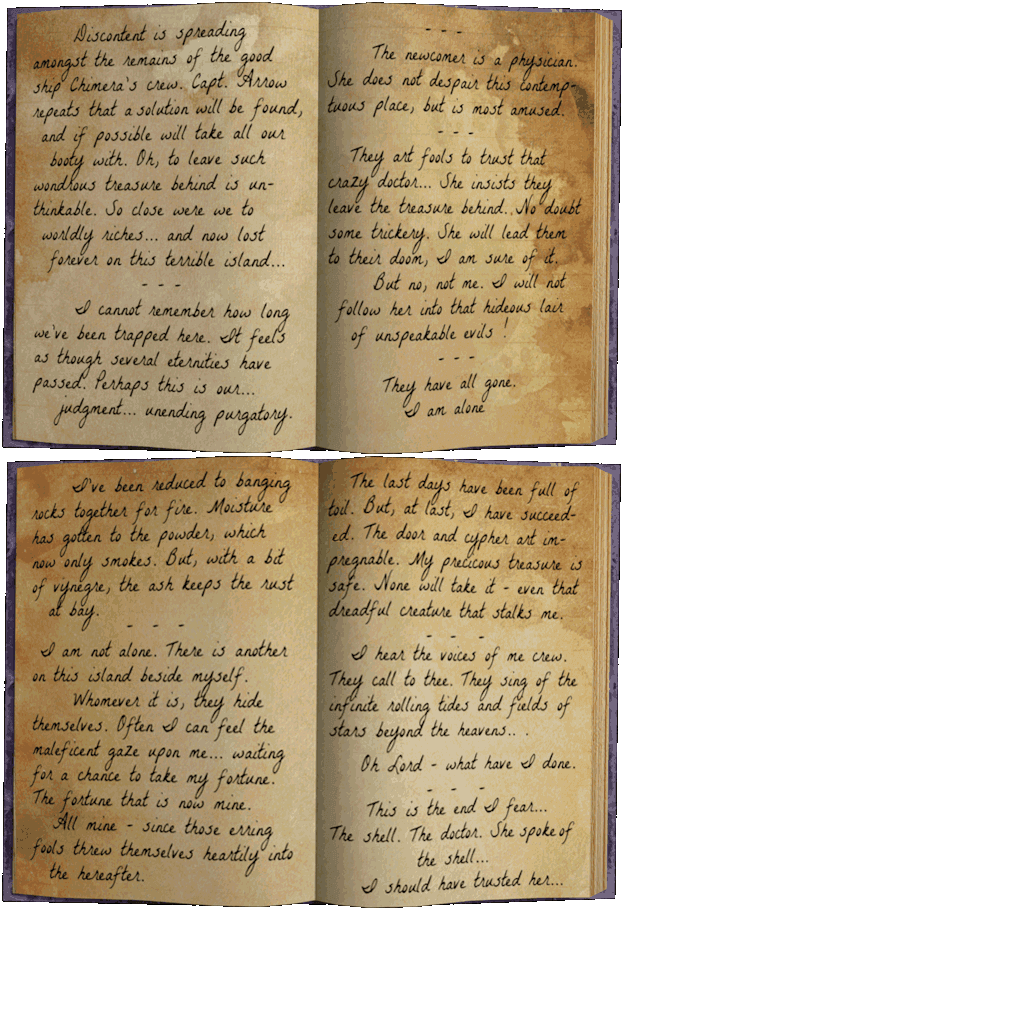 Discontent is spreading
amongst the remains of the good
ship Chimera's crew. Capt. Arrow
repeats that a solution will be found,
and if possible will take all our
booty with. Oh, to leave such
wondrous treasure behind is un-
thinkable. So close were we to
worldly riches... and now lost
forever on this terrible island...
- - -
I cannot remember how long
we've been trapped here. It feels
as though several eternities have
passed. Perhaps this is our...
judgment... unending purgatory.
- - -
The newcomer is a physician.
She does not despair this contemp-
tuous place, but is most amused.
- - -
They art fools to trust that
crazy doctor... She insists they
leave the treasure behind.. No doubt
some trickery. She will lead them
to their doom, I am sure of it.
But no, not me. I will not
follow her into that hideous lair
of unspeakable evils!
- - -
They have all gone.
I am alone
I've been reduced to banging
rocks together for fire. Moisture
has gotten to the powder, which
now only smokes. But, with a bit
of vynegre, the ash keeps the rust
at bay.
- - -
I am not alone. There is another
on this island beside myself.
Whomever it is, they hide
themselves. Often I can feel the
maleficent gaze upon me... waiting
for a chance to take my fortune.
The fortune that is now mine.
All mine - since those erring
fools threw themselves heartily into
the hereafter.
The last days have been full of
toil. But, at last, I have succeed-
ed. The door and cypher art im-
pregnable. My precicous treasure is
safe. None will take it - even that
dreadful creature that stalks me.
- - -
I hear the voices of me crew.
They call to thee. They sing of the
infinite rolling tides and fields of
stars beyond the heavens.. .
Oh Lord - what have I done.
- - -
This is the end I fear...
The shell. The doctor. She spoke of
the shell...
I should have trusted her...